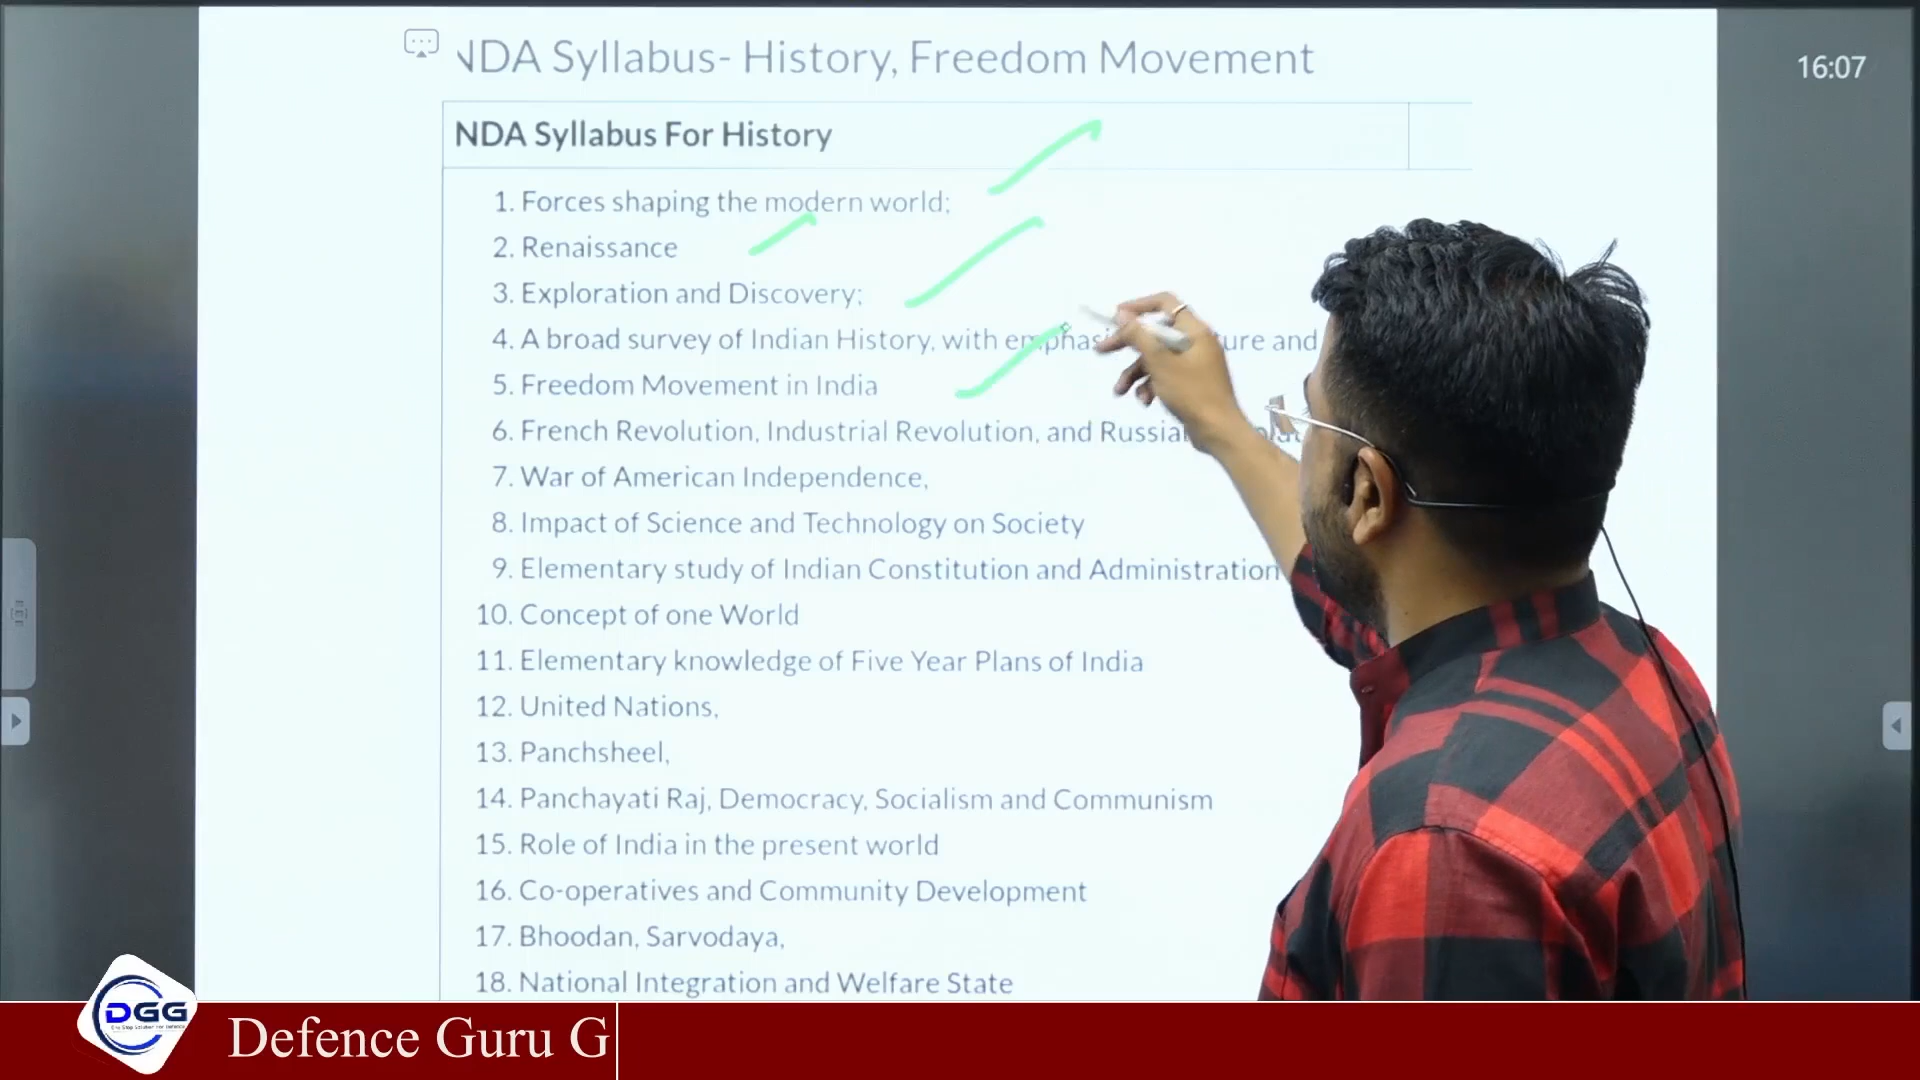 NDA Syllabus- History, Freedom Movement
16:07
NDA Syllabus For History
1. Forces shaping the modern world;
2. Renaissance
3. Exploration and Discovery;
4. A broad survey of Indian History, with and
5. Freedom Movement in India
6. French Revolution, Industrial Revolution, and
7. War of American Independence,
8. Impact of Science and Technology on Society
9. Elementary study of Indian Constitution and Administration
10. Concept of one World
11. Elementary knowledge of Five Year Plans of India
12. United Nations,
13. Panchsheel,
14. Panchayati Raj, Democracy, Socialism and Communism
15. Role of India in the present world
16. Co-operatives and Community Development
17. Bhoodan, Sarvodaya,
18. National Integration and Welfare State
DGG
One Stop Solution For Defence
Defence Guru G